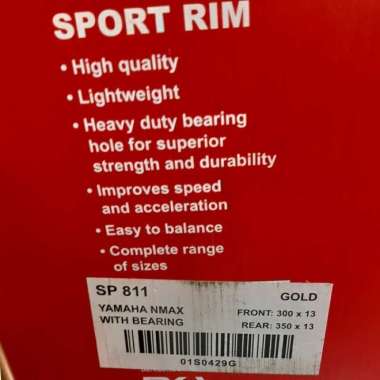 SPORT RIM
• High quality
• Lightweight
• Heavy duty bearing
hole for superior
strength and durability
• Improves speed
and acceleration
• Easy to balance
• Complete range
of sizes
SP 811 GOLD
YAMAHA NMAX FRONT: 300 x 13
WITH BEARING REAR: 350 x 13
01S0429G